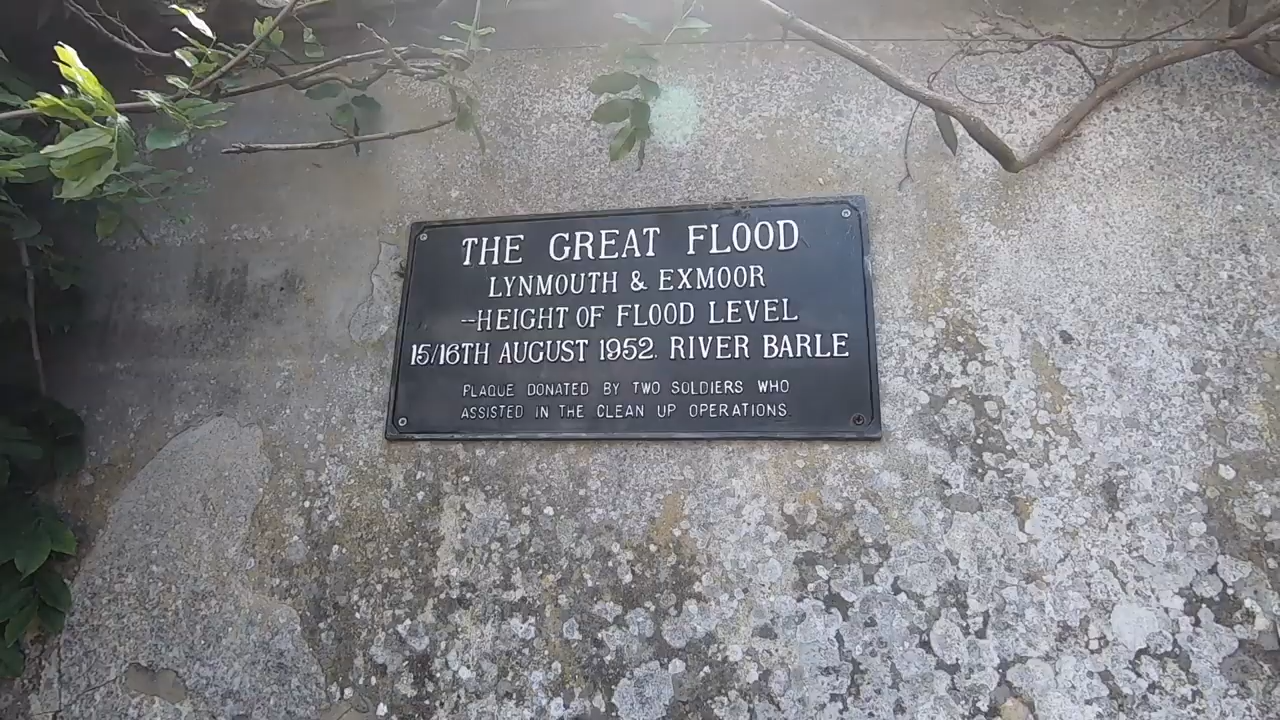 THE GREAT FLOOD
LYNMOUTH & EXMOOR
--HEIGHT OF FLOOD LEVEL
15/16TH AUGUST 1952. RIVER BARLE
PLAQUE DONATED BY TWO SOLDIERS WHO
ASSISTED IN THE CLEAN UP OPERATIONS.